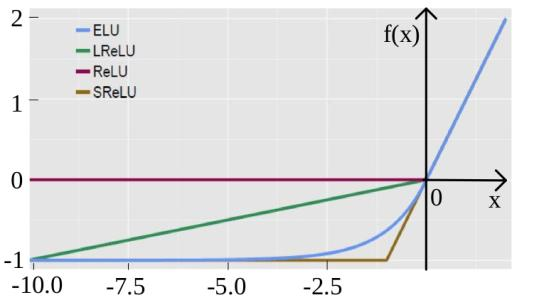 2
f(x)
ELU
LReLU
ReLU
SReLU
1
0
0
x
-1
-10.0 -7.5 -5.0 -2.5